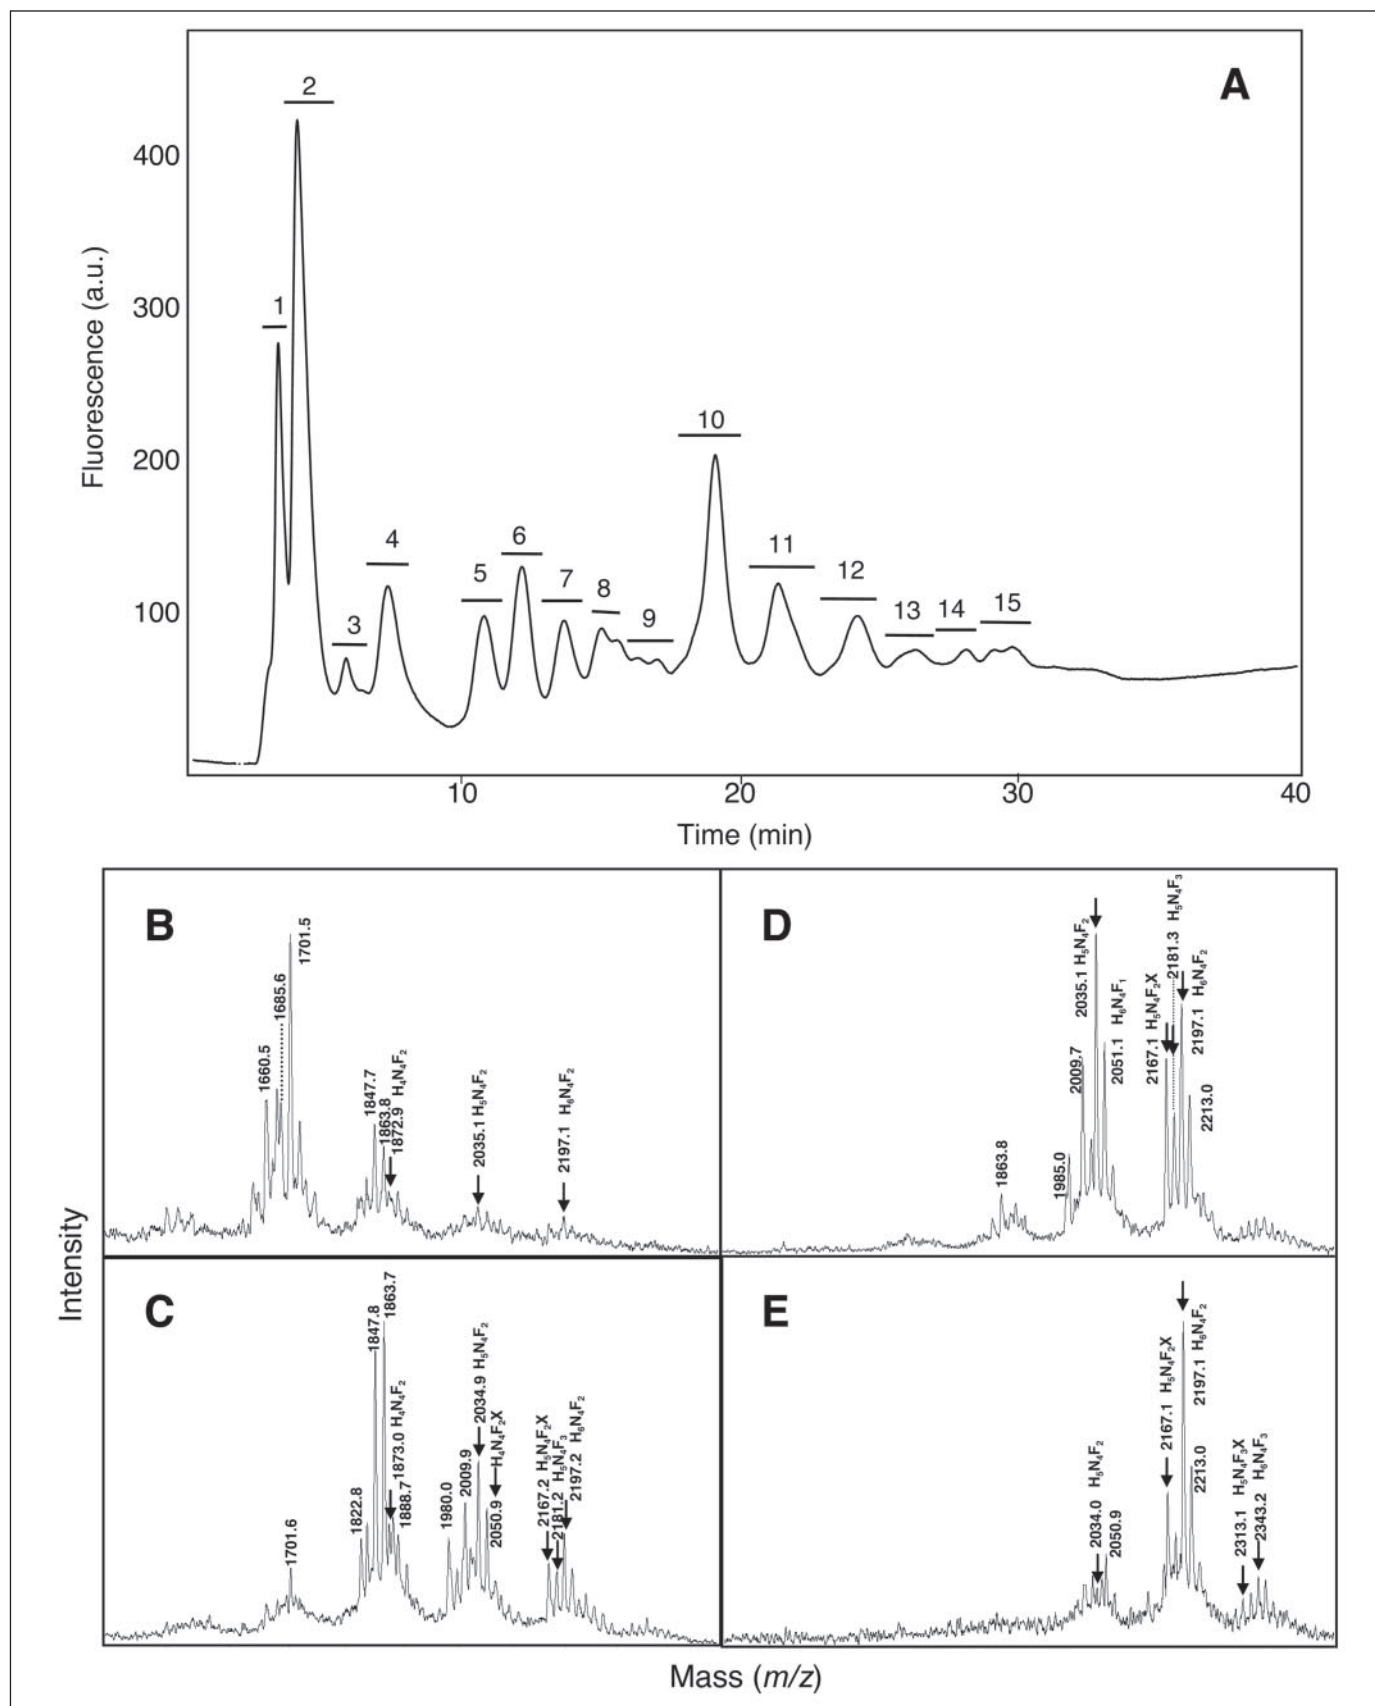 A
2
400
300
1
200
10
4
6
11
12
5
7
8
100
3
9
13
14
15
Fluorescence (a.u.)
10
20
30
40
Time (min)
B
1660.5
1685.6
1701.5
1847.7
1863.8
1872.9 H₄N₄F₂
2035.1 H₅N₄F₂
2197.1 H₆N₄F₂
D
1863.8
1985.0
2009.7
2035.1 H₅N₄F₂
2051.1 H₆N₄F₁
2167.1 H₅N₄F₂X
2181.3 H₅N₄F₃
2197.1 H₆N₄F₂
2213.0
Intensity
C
1701.6
1822.8
1847.8
1863.7
1873.0 H₄N₄F₂
1888.7
1980.0
2009.9
2034.9 H₅N₄F₂
2050.9 H₄N₄F₂X
2167.2 H₅N₄F₂X
2181.2 H₅N₄F₃
2197.2 H₆N₄F₂
E
2034.0 H₅N₄F₂
2050.9
2167.1 H₅N₄F₂X
2197.1 H₆N₄F₂
2213.0
2313.1 H₅N₄F₃X
2343.2 H₆N₄F₃
Mass (m/z)